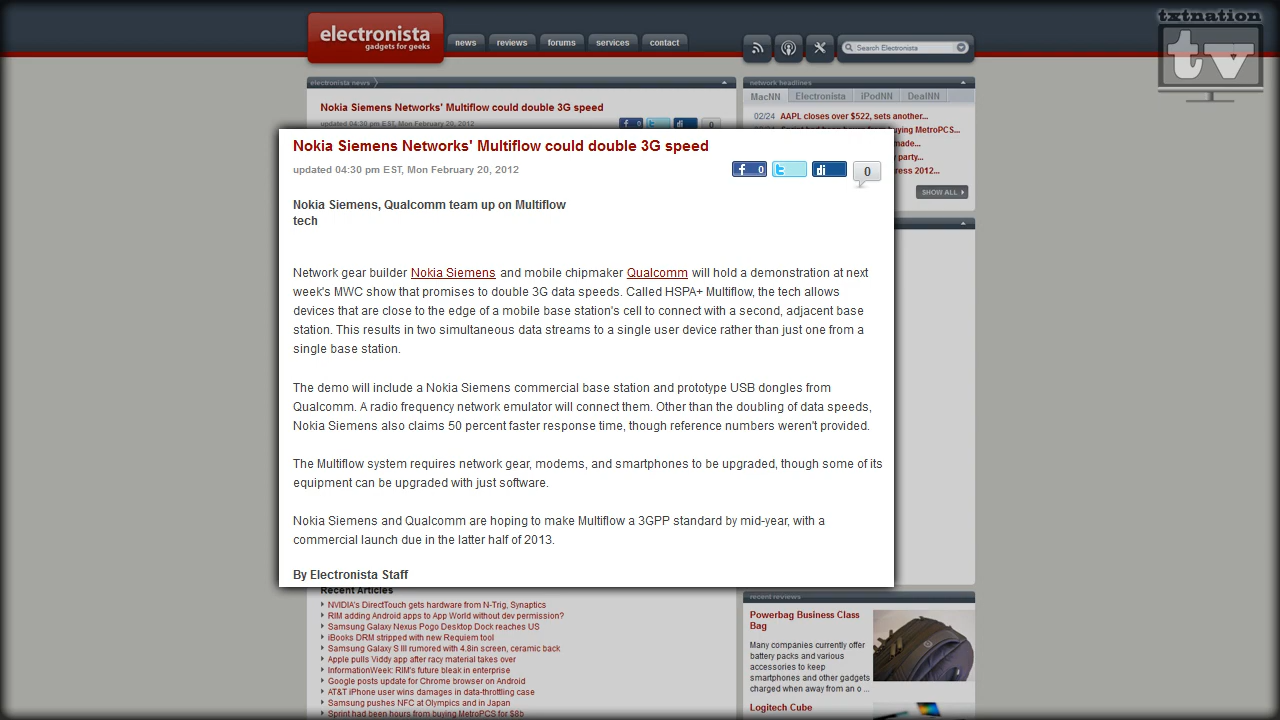 txtnation
tv
electronista
gadgets for geeks
news
reviews
forums
services
contact
Search Electronista
electronista news
network headlines
Nokia Siemens Networks' Multiflow could double 3G speed
updated 04:30 pm EST, Mon February 20, 2012
MacNN
Electronista
iPodNN
DealNN
02/24 AAPL closes over $522, sets another...
buying MetroPCS...
made...
party...
ress 2012...
SHOW ALL
Nokia Siemens Networks' Multiflow could double 3G speed
updated 04:30 pm EST, Mon February 20, 2012
f 0
t
di
0
Nokia Siemens, Qualcomm team up on Multiflow
tech
Network gear builder Nokia Siemens and mobile chipmaker Qualcomm will hold a demonstration at next
week's MWC show that promises to double 3G data speeds. Called HSPA+ Multiflow, the tech allows
devices that are close to the edge of a mobile base station's cell to connect with a second, adjacent base
station. This results in two simultaneous data streams to a single user device rather than just one from a
single base station.
The demo will include a Nokia Siemens commercial base station and prototype USB dongles from
Qualcomm. A radio frequency network emulator will connect them. Other than the doubling of data speeds,
Nokia Siemens also claims 50 percent faster response time, though reference numbers weren't provided.
The Multiflow system requires network gear, modems, and smartphones to be upgraded, though some of its
equipment can be upgraded with just software.
Nokia Siemens and Qualcomm are hoping to make Multiflow a 3GPP standard by mid-year, with a
commercial launch due in the latter half of 2013.
By Electronista Staff
Recent Articles
NVIDIA's DirectTouch gets hardware from N-Trig, Synaptics
RIM adding Android apps to App World without dev permission?
Samsung Galaxy Nexus Pogo Desktop Dock reaches US
iBooks DRM stripped with new Requiem tool
Samsung Galaxy S III rumored with 4.8in screen, ceramic back
Apple pulls Viddy app after racy material takes over
InformationWeek: RIM's future bleak in enterprise
Google posts update for Chrome browser on Android
AT&T iPhone user wins damages in data-throttling case
Samsung pushes NFC at Olympics and in Japan
Sprint had been hours from buying MetroPCS for $8b
recent reviews
Powerbag Business Class
Bag
Many companies currently offer
battery packs and various
accessories to keep
smartphones and other gadgets
charged when away from an o ...
Logitech Cube